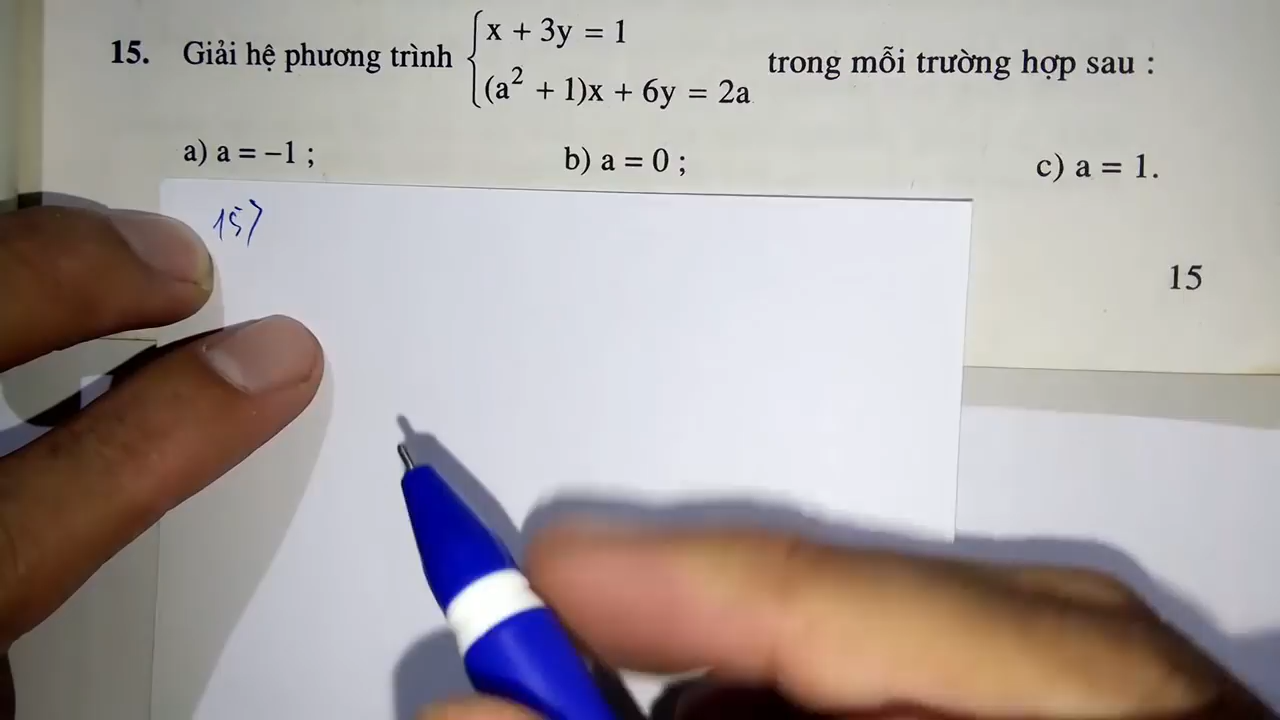 15. Giải hệ phương trình { x + 3y = 1
(a² + 1)x + 6y = 2a trong mỗi trường hợp sau :
a) a = –1 ; b) a = 0 ; c) a = 1.
15)
15